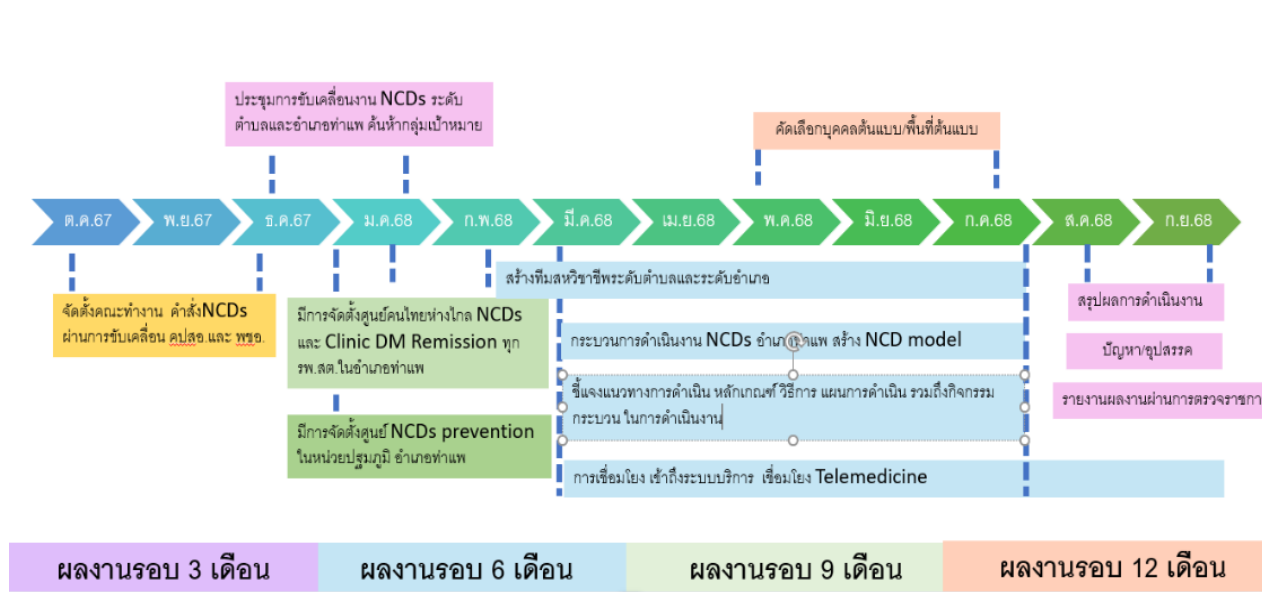 ประชุมการขับเคลื่อนงาน NCDs ระดับ
ตำบลและอำเภอท่าแพ ค้นห้ากลุ่มเป้าหมาย
คัดเลือกบุคคลต้นแบบ/พื้นที่ต้นแบบ
ต.ค.67
พ.ย.67
ธ.ค.67
ม.ค.68
ก.พ.68
มี.ค.68
เม.ย.68
พ.ค.68
มิ.ย.68
ก.ค.68
ส.ค.68
ก.ย.68
สร้างทีมสหวิชาชีพระดับตำบลและระดับอำเภอ
จัดตั้งคณะทำงาน คำสั่งNCDs
ผ่านการขับเคลื่อน คปสอ.และ พชอ.
มีการจัดตั้งศูนย์คนไทยห่างไกล NCDs
และ Clinic DM Remission ทุก
รพ.สต.ในอำเภอท่าแพ
มีการจัดตั้งศูนย์ NCDs prevention
ในหน่วยปฐมภูมิ อำเภอท่าแพ
กระบวนการดำเนินงาน NCDs สร้าง NCD model
ชี้แจงแนวทางการดำเนิน หลักเกณฑ์ วิธีการ แผนการดำเนิน รวมถึงกิจกรรม
กระบวน ในการดำเนินงาน
การเชื่อมโยง เข้าถึงระบบบริการ เชื่อมโยง Telemedicine
สรุปผลการดำเนินงาน
ปัญหา/อุปสรรค
รายงานผลงานผ่านการตรวจราชกา
ผลงานรอบ 3 เดือน
ผลงานรอบ 6 เดือน
ผลงานรอบ 9 เดือน
ผลงานรอบ 12 เดือน